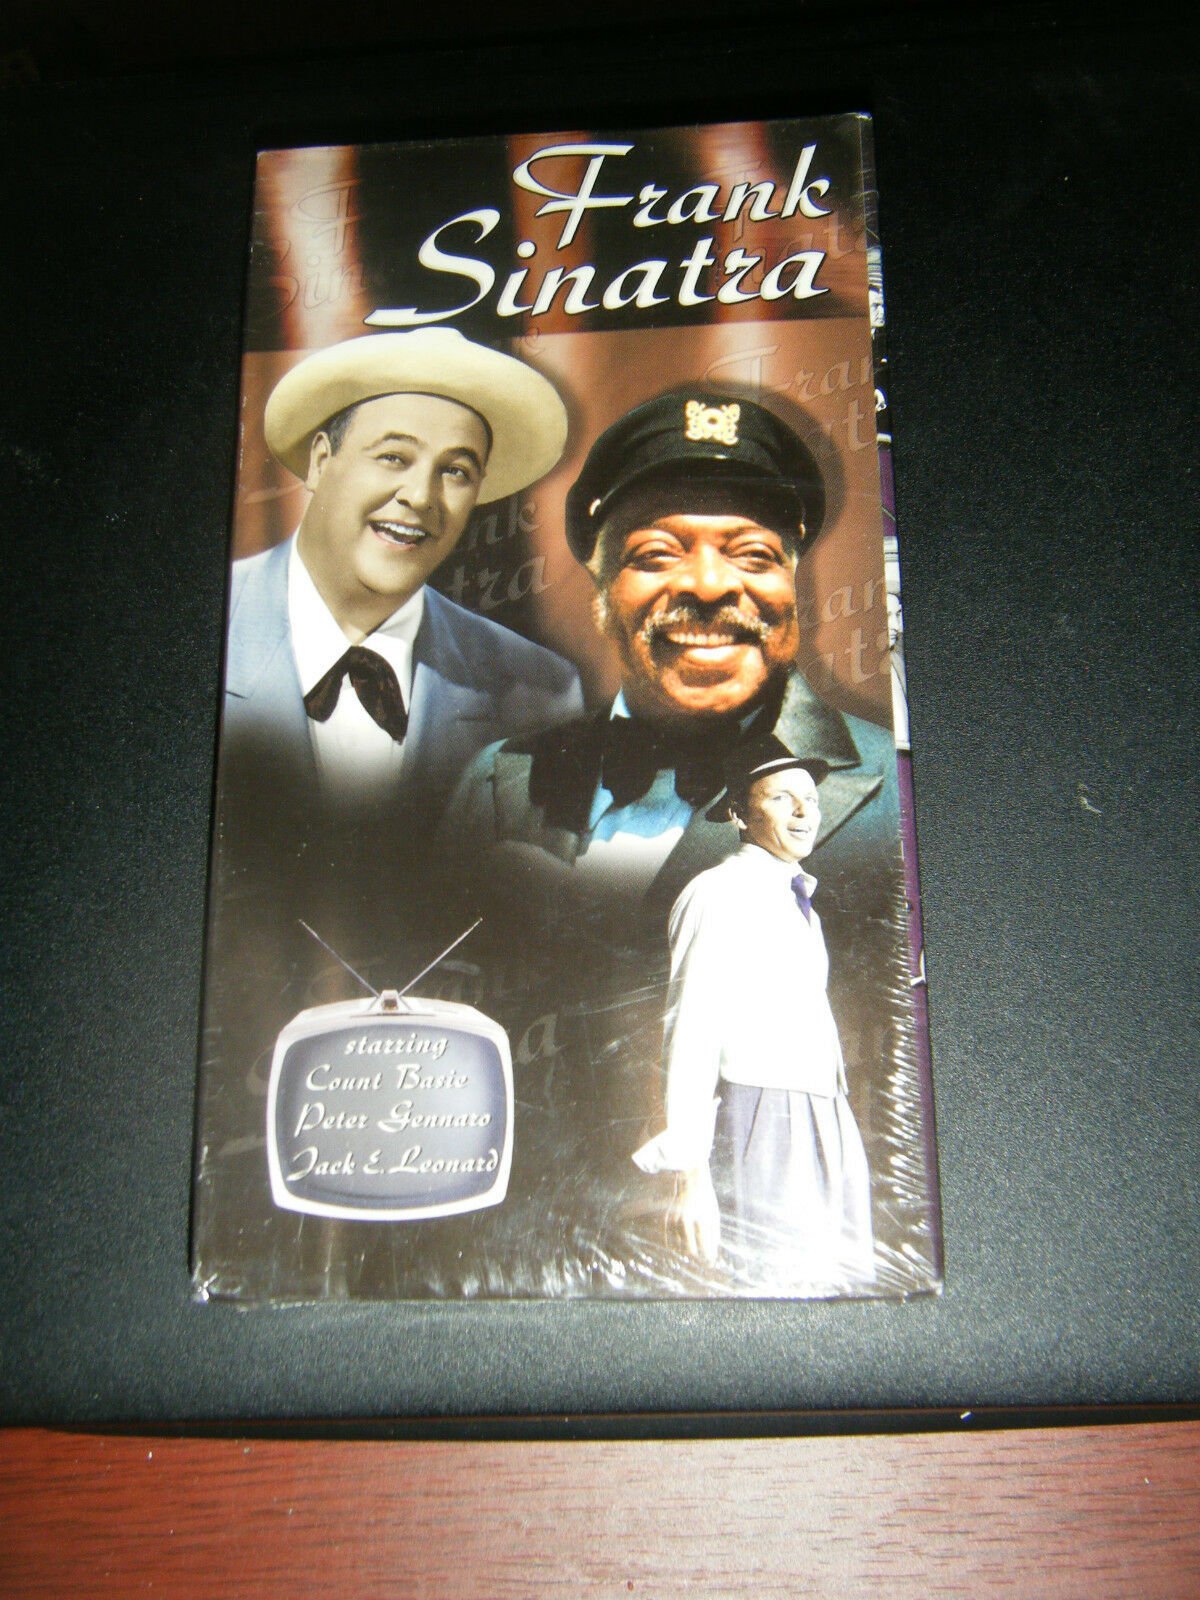 Frank
Sinatra
starring
Count Basie
Peter Gennaro
Jack E. Leonard